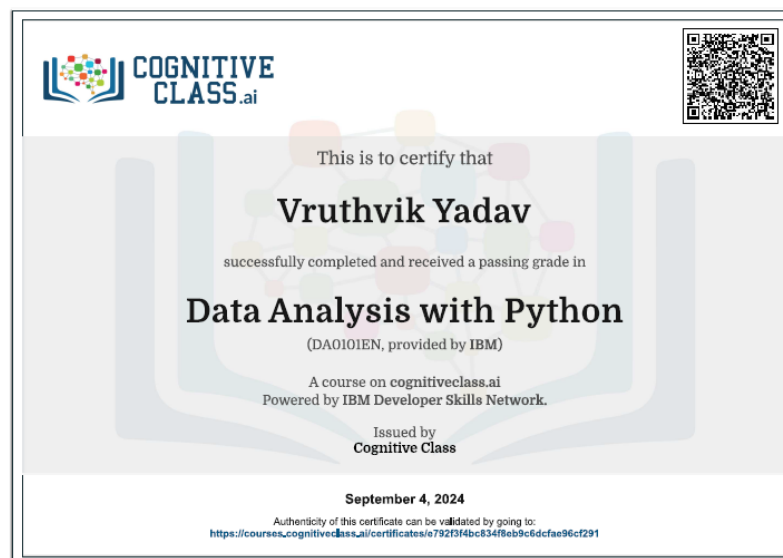 COGNITIVE
CLASS.ai
This is to certify that
Vruthvik Yadav
successfully completed and received a passing grade in
Data Analysis with Python
(DA0101EN, provided by IBM)
A course on cognitiveclass.ai
Powered by IBM Developer Skills Network.
Issued by
Cognitive Class
September 4, 2024
Authenticity of this certificate can be validated by going to:
https://courses.cognitiveclass.ai/certificates/e792f3f4bc834f8eb9c6dcfae96cf291